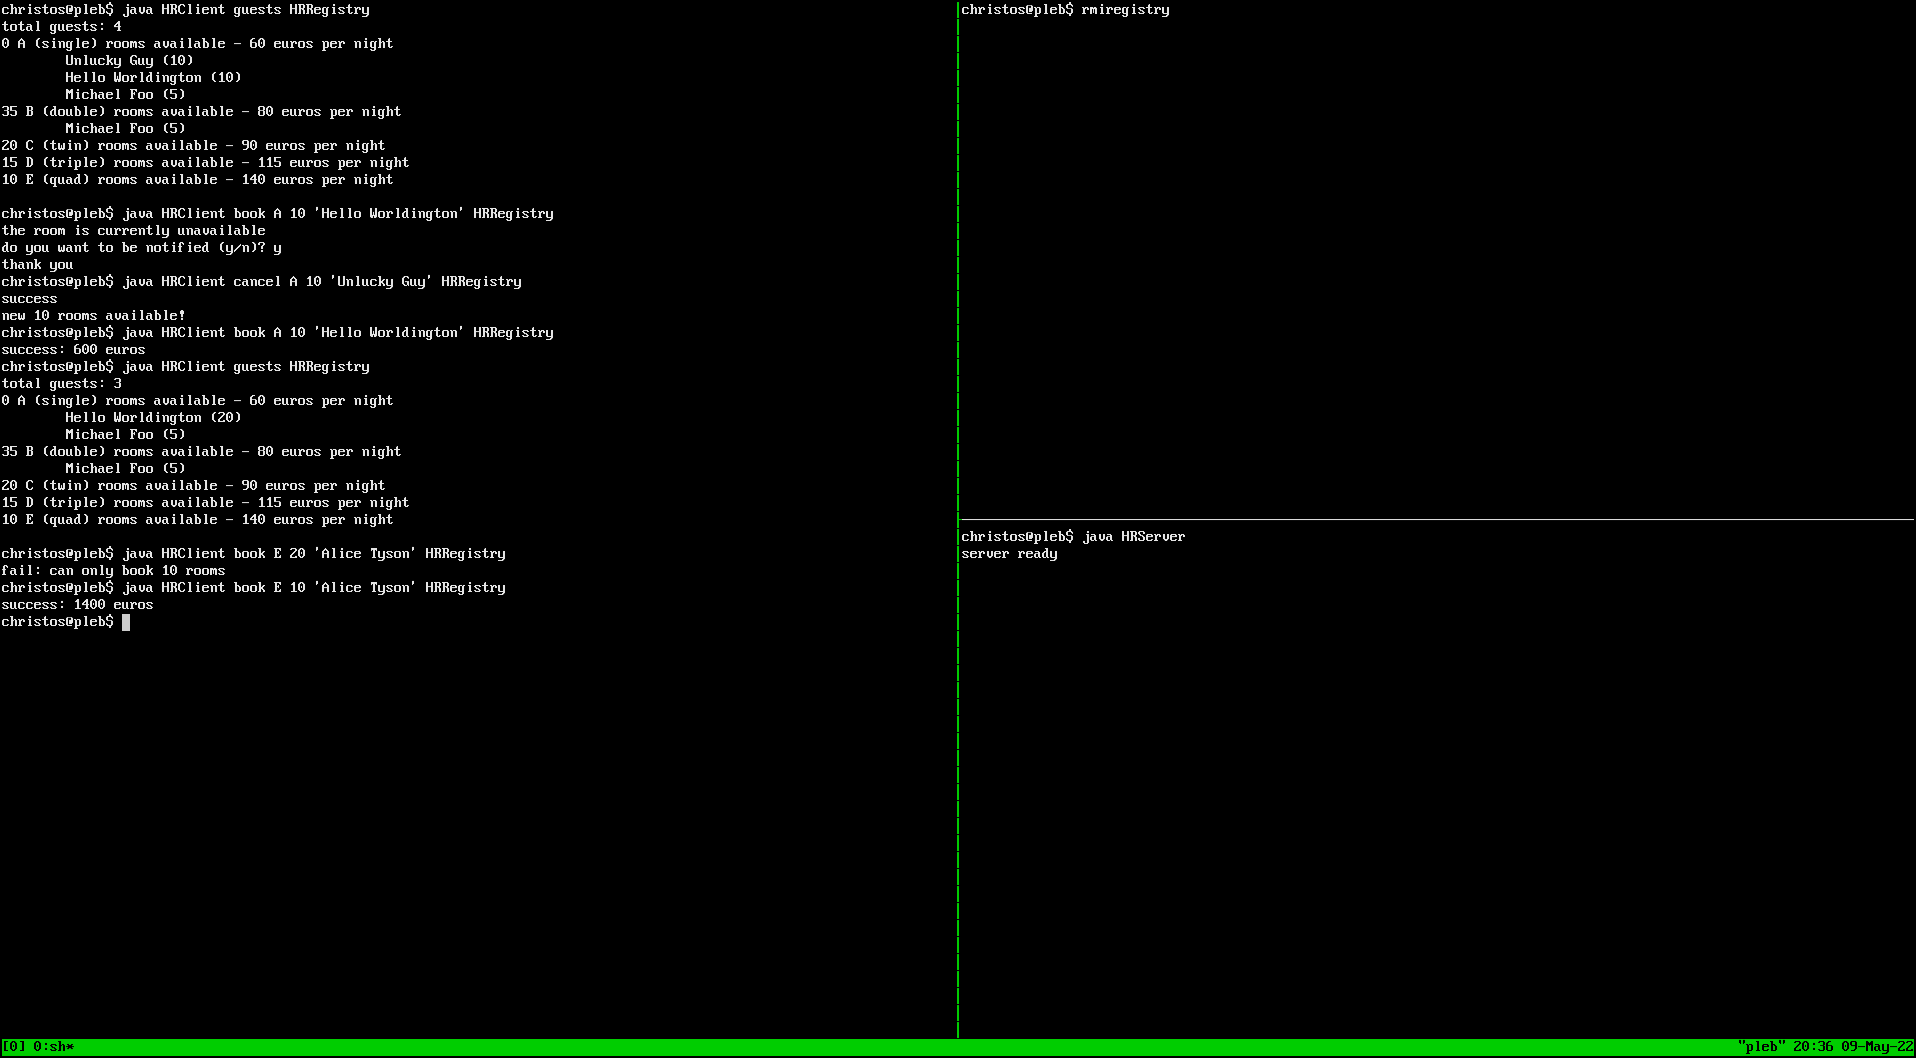 christos@pleb$ java HRClient guests HRRegistry
total guests: 4
0 A (single) rooms available - 60 euros per night
        Unlucky Guy (10)
        Hello Worldington (10)
        Michael Foo (5)
35 B (double) rooms available - 80 euros per night
        Michael Foo (5)
20 C (twin) rooms available - 90 euros per night
15 D (triple) rooms available - 115 euros per night
10 E (quad) rooms available - 140 euros per night

christos@pleb$ java HRClient book A 10 'Hello Worldington' HRRegistry
the room is currently unavailable
do you want to be notified (y/n)? y
thank you
christos@pleb$ java HRClient cancel A 10 'Unlucky Guy' HRRegistry
success
new 10 rooms available!
christos@pleb$ java HRClient book A 10 'Hello Worldington' HRRegistry
success: 600 euros
christos@pleb$ java HRClient guests HRRegistry
total guests: 3
0 A (single) rooms available - 60 euros per night
        Hello Worldington (20)
        Michael Foo (5)
35 B (double) rooms available - 80 euros per night
        Michael Foo (5)
20 C (twin) rooms available - 90 euros per night
15 D (triple) rooms available - 115 euros per night
10 E (quad) rooms available - 140 euros per night

christos@pleb$ java HRClient book E 20 'Alice Tyson' HRRegistry
fail: can only book 10 rooms
christos@pleb$ java HRClient book E 10 'Alice Tyson' HRRegistry
success: 1400 euros
christos@pleb$
christos@pleb$ rmiregistry
christos@pleb$ java HRServer
server ready
[0] 0:sh*
"pleb" 20:36 09-May-22